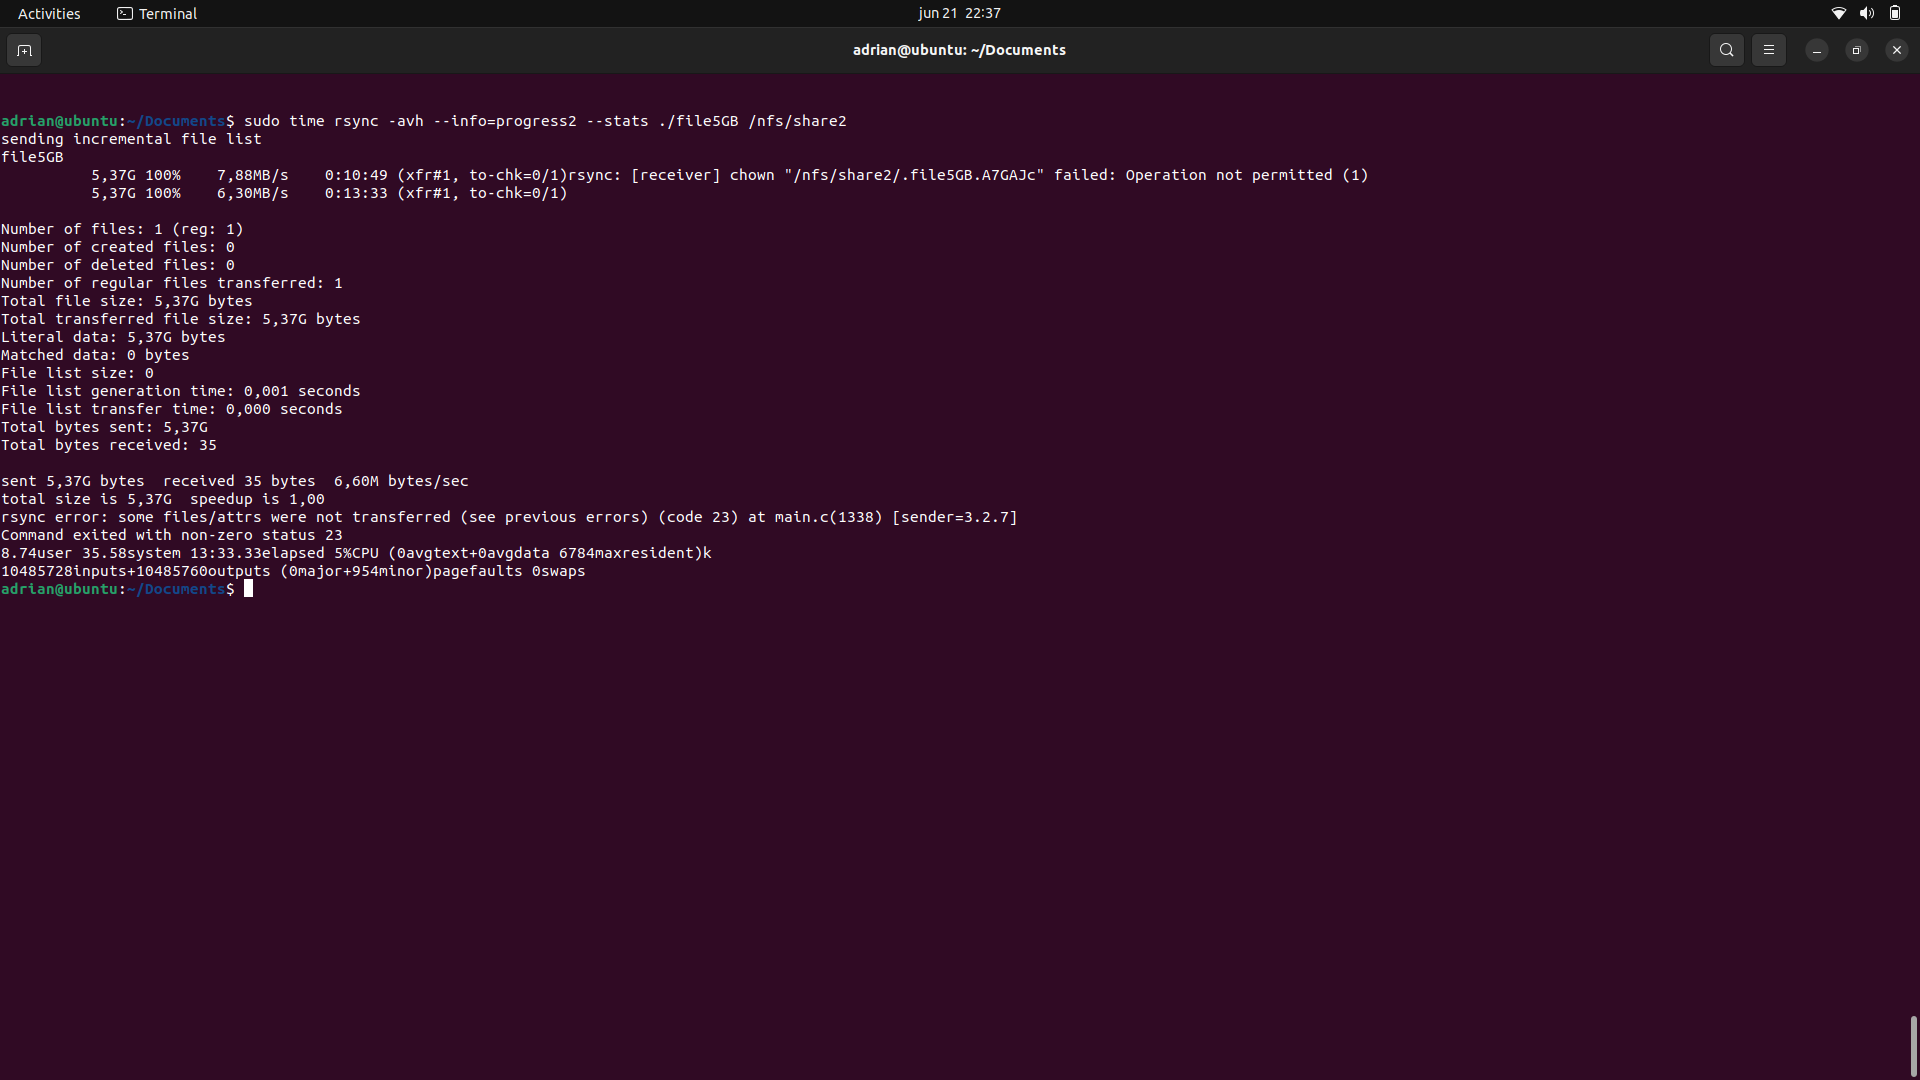 Activities Terminal jun 21 22:37
adrian@ubuntu: ~/Documents
adrian@ubuntu:~/Documents$ sudo time rsync -avh --info=progress2 --stats ./file5GB /nfs/share2
sending incremental file list
file5GB
          5,37G 100%    7,88MB/s    0:10:49 (xfr#1, to-chk=0/1)rsync: [receiver] chown "/nfs/share2/.file5GB.A7GAJc" failed: Operation not permitted (1)
          5,37G 100%    6,30MB/s    0:13:33 (xfr#1, to-chk=0/1)
Number of files: 1 (reg: 1)
Number of created files: 0
Number of deleted files: 0
Number of regular files transferred: 1
Total file size: 5,37G bytes
Total transferred file size: 5,37G bytes
Literal data: 5,37G bytes
Matched data: 0 bytes
File list size: 0
File list generation time: 0,001 seconds
File list transfer time: 0,000 seconds
Total bytes sent: 5,37G
Total bytes received: 35
sent 5,37G bytes  received 35 bytes  6,60M bytes/sec
total size is 5,37G  speedup is 1,00
rsync error: some files/attrs were not transferred (see previous errors) (code 23) at main.c(1338) [sender=3.2.7]
Command exited with non-zero status 23
8.74user 35.58system 13:33.33elapsed 5%CPU (0avgtext+0avgdata 6784maxresident)k
10485728inputs+10485760outputs (0major+954minor)pagefaults 0swaps
adrian@ubuntu:~/Documents$